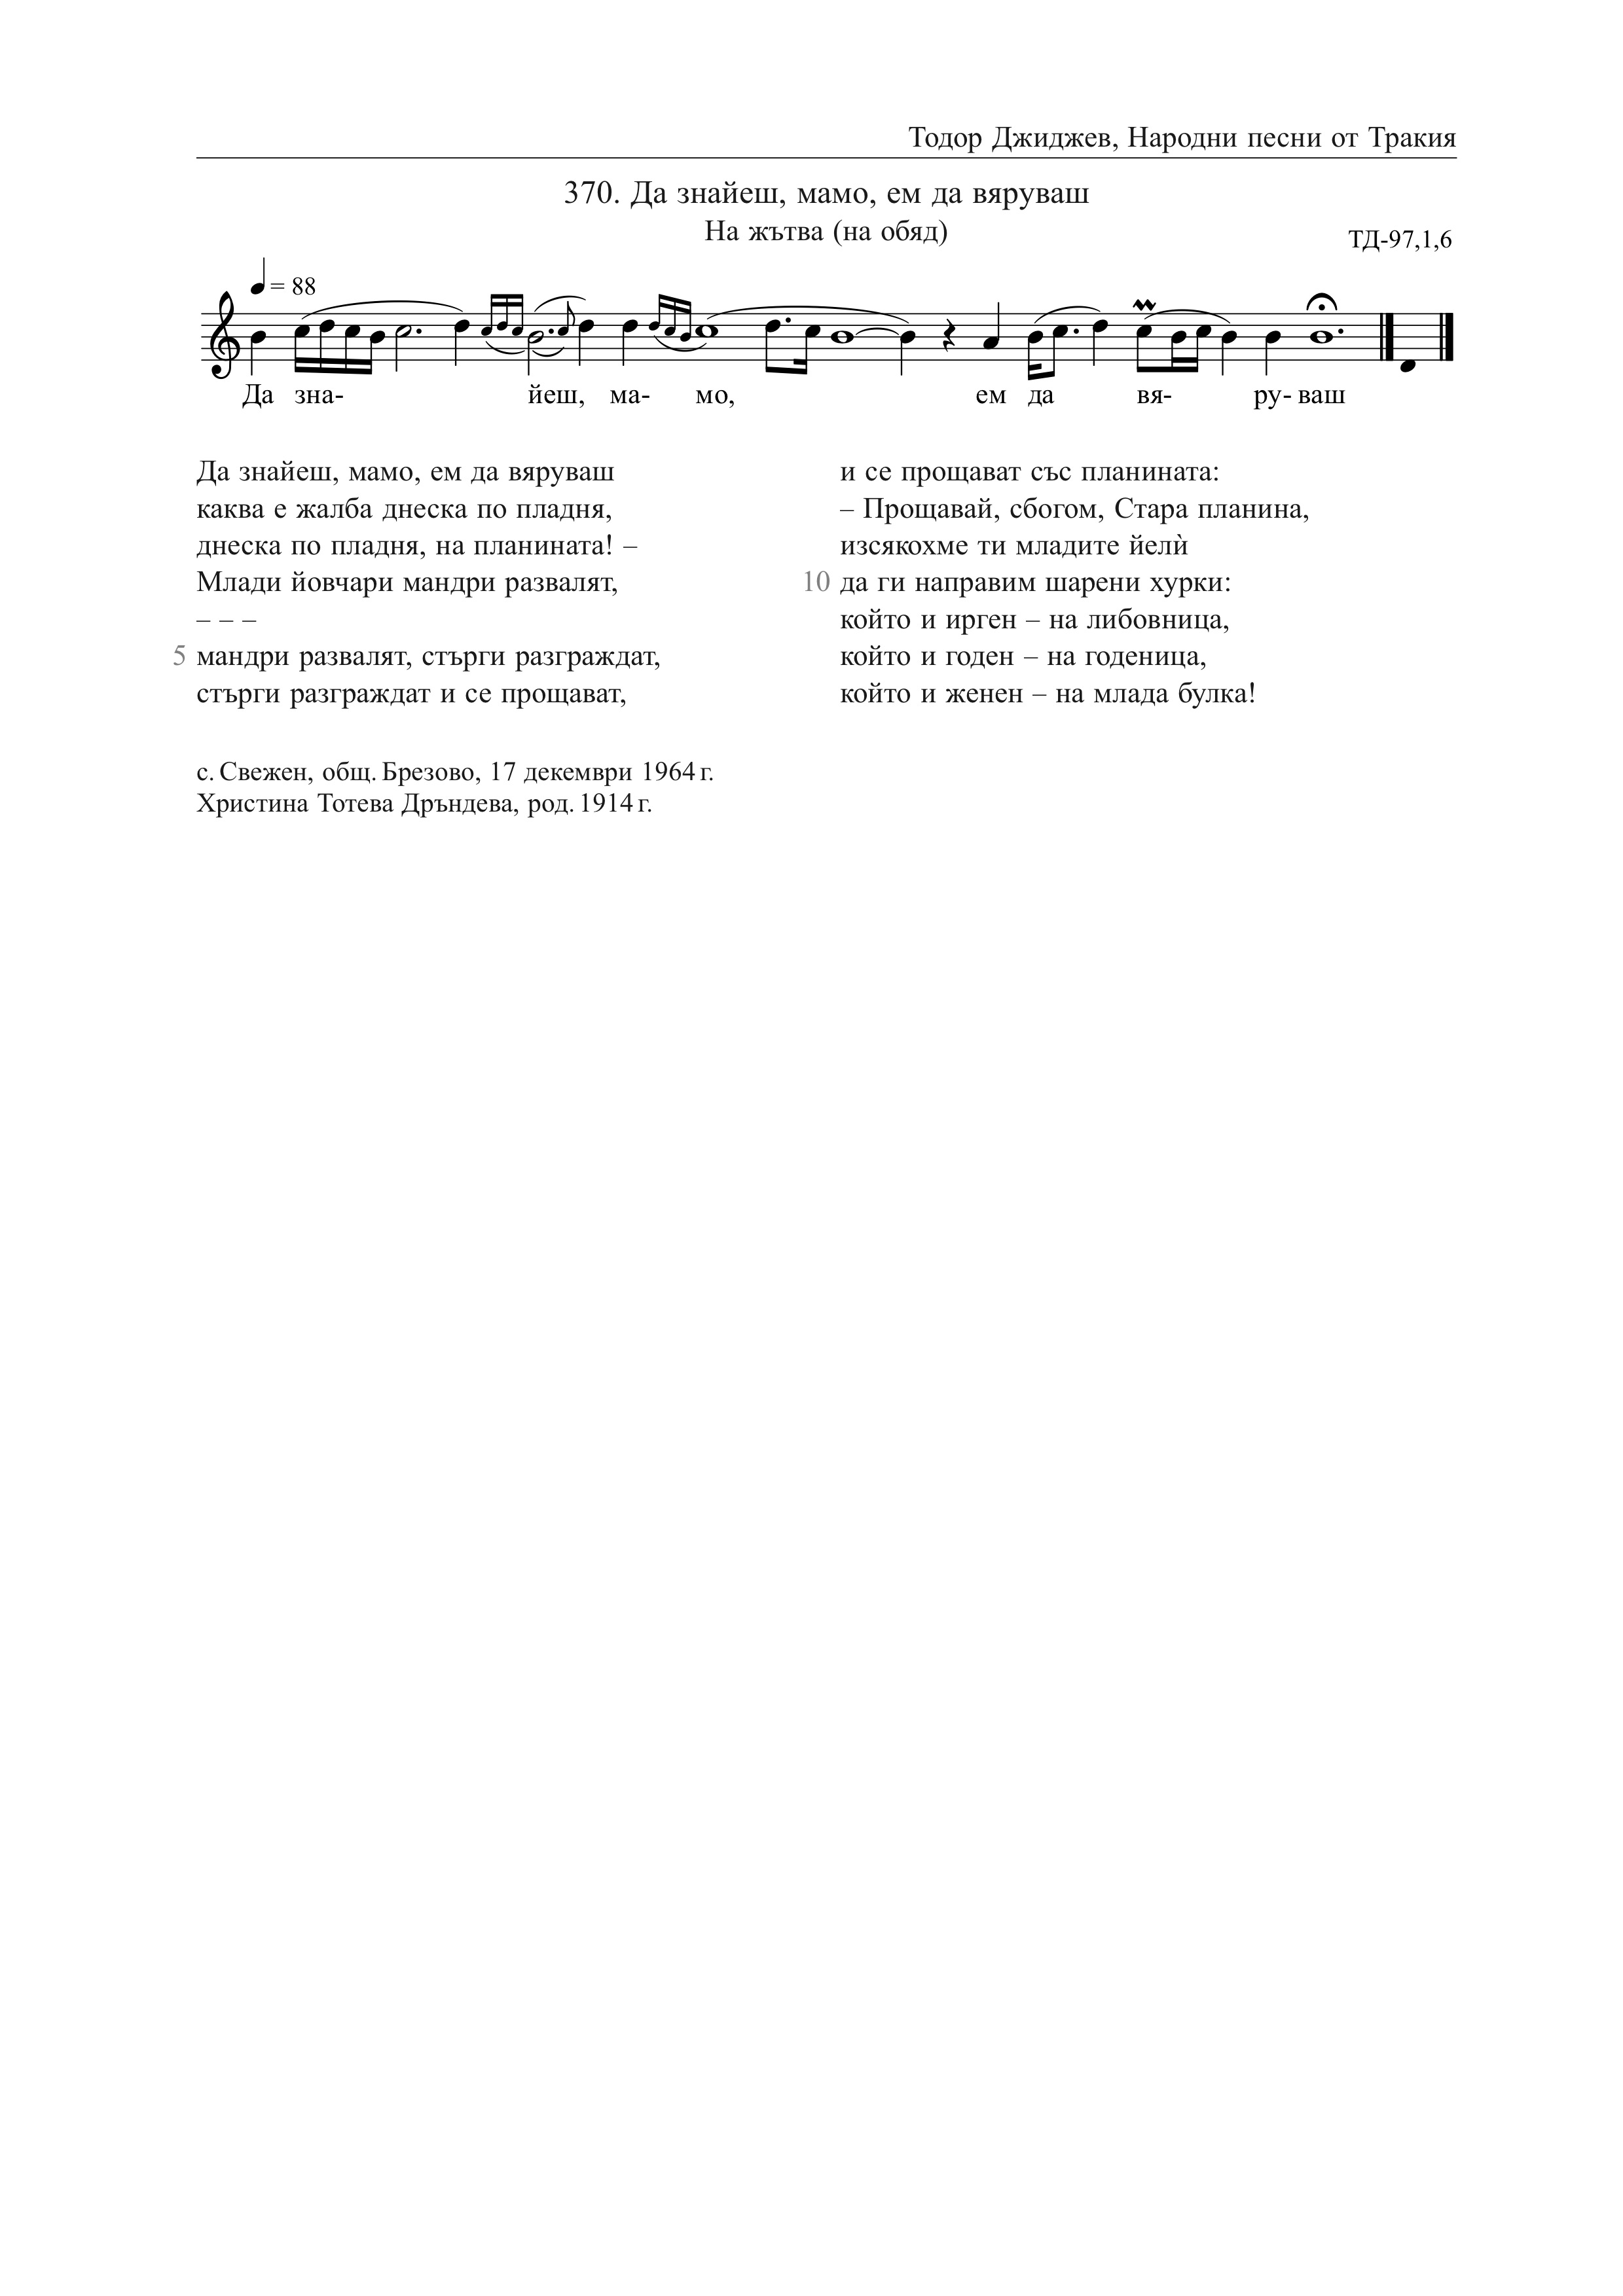 Тодор Джиджев, Народни песни от Тракия
370. Да знайеш, мамо, ем да вяруваш
На жътва (на обяд)
ТД-97,1,6
= 88
Да зна- йеш, ма- мо, ем да вя- ру- ваш
Да знайеш, мамо, ем да вяруваш
каква е жалба днеска по пладня,
днеска по пладня, на планината! –
Млади йовчари мандри развалят,
– – –
5 мандри развалят, стърги разграждат,
стърги разграждат и се прощават,
и се прощават със планината:
– Прощавай, сбогом, Стара планина,
изсякохме ти младите йелѝ
10 да ги направим шарени хурки:
който и ирген – на либовница,
който и годен – на годеница,
който и женен – на млада булка!
с. Свежен, общ. Брезово, 17 декември 1964 г.
Христина Тотева Дръндева, род. 1914 г.